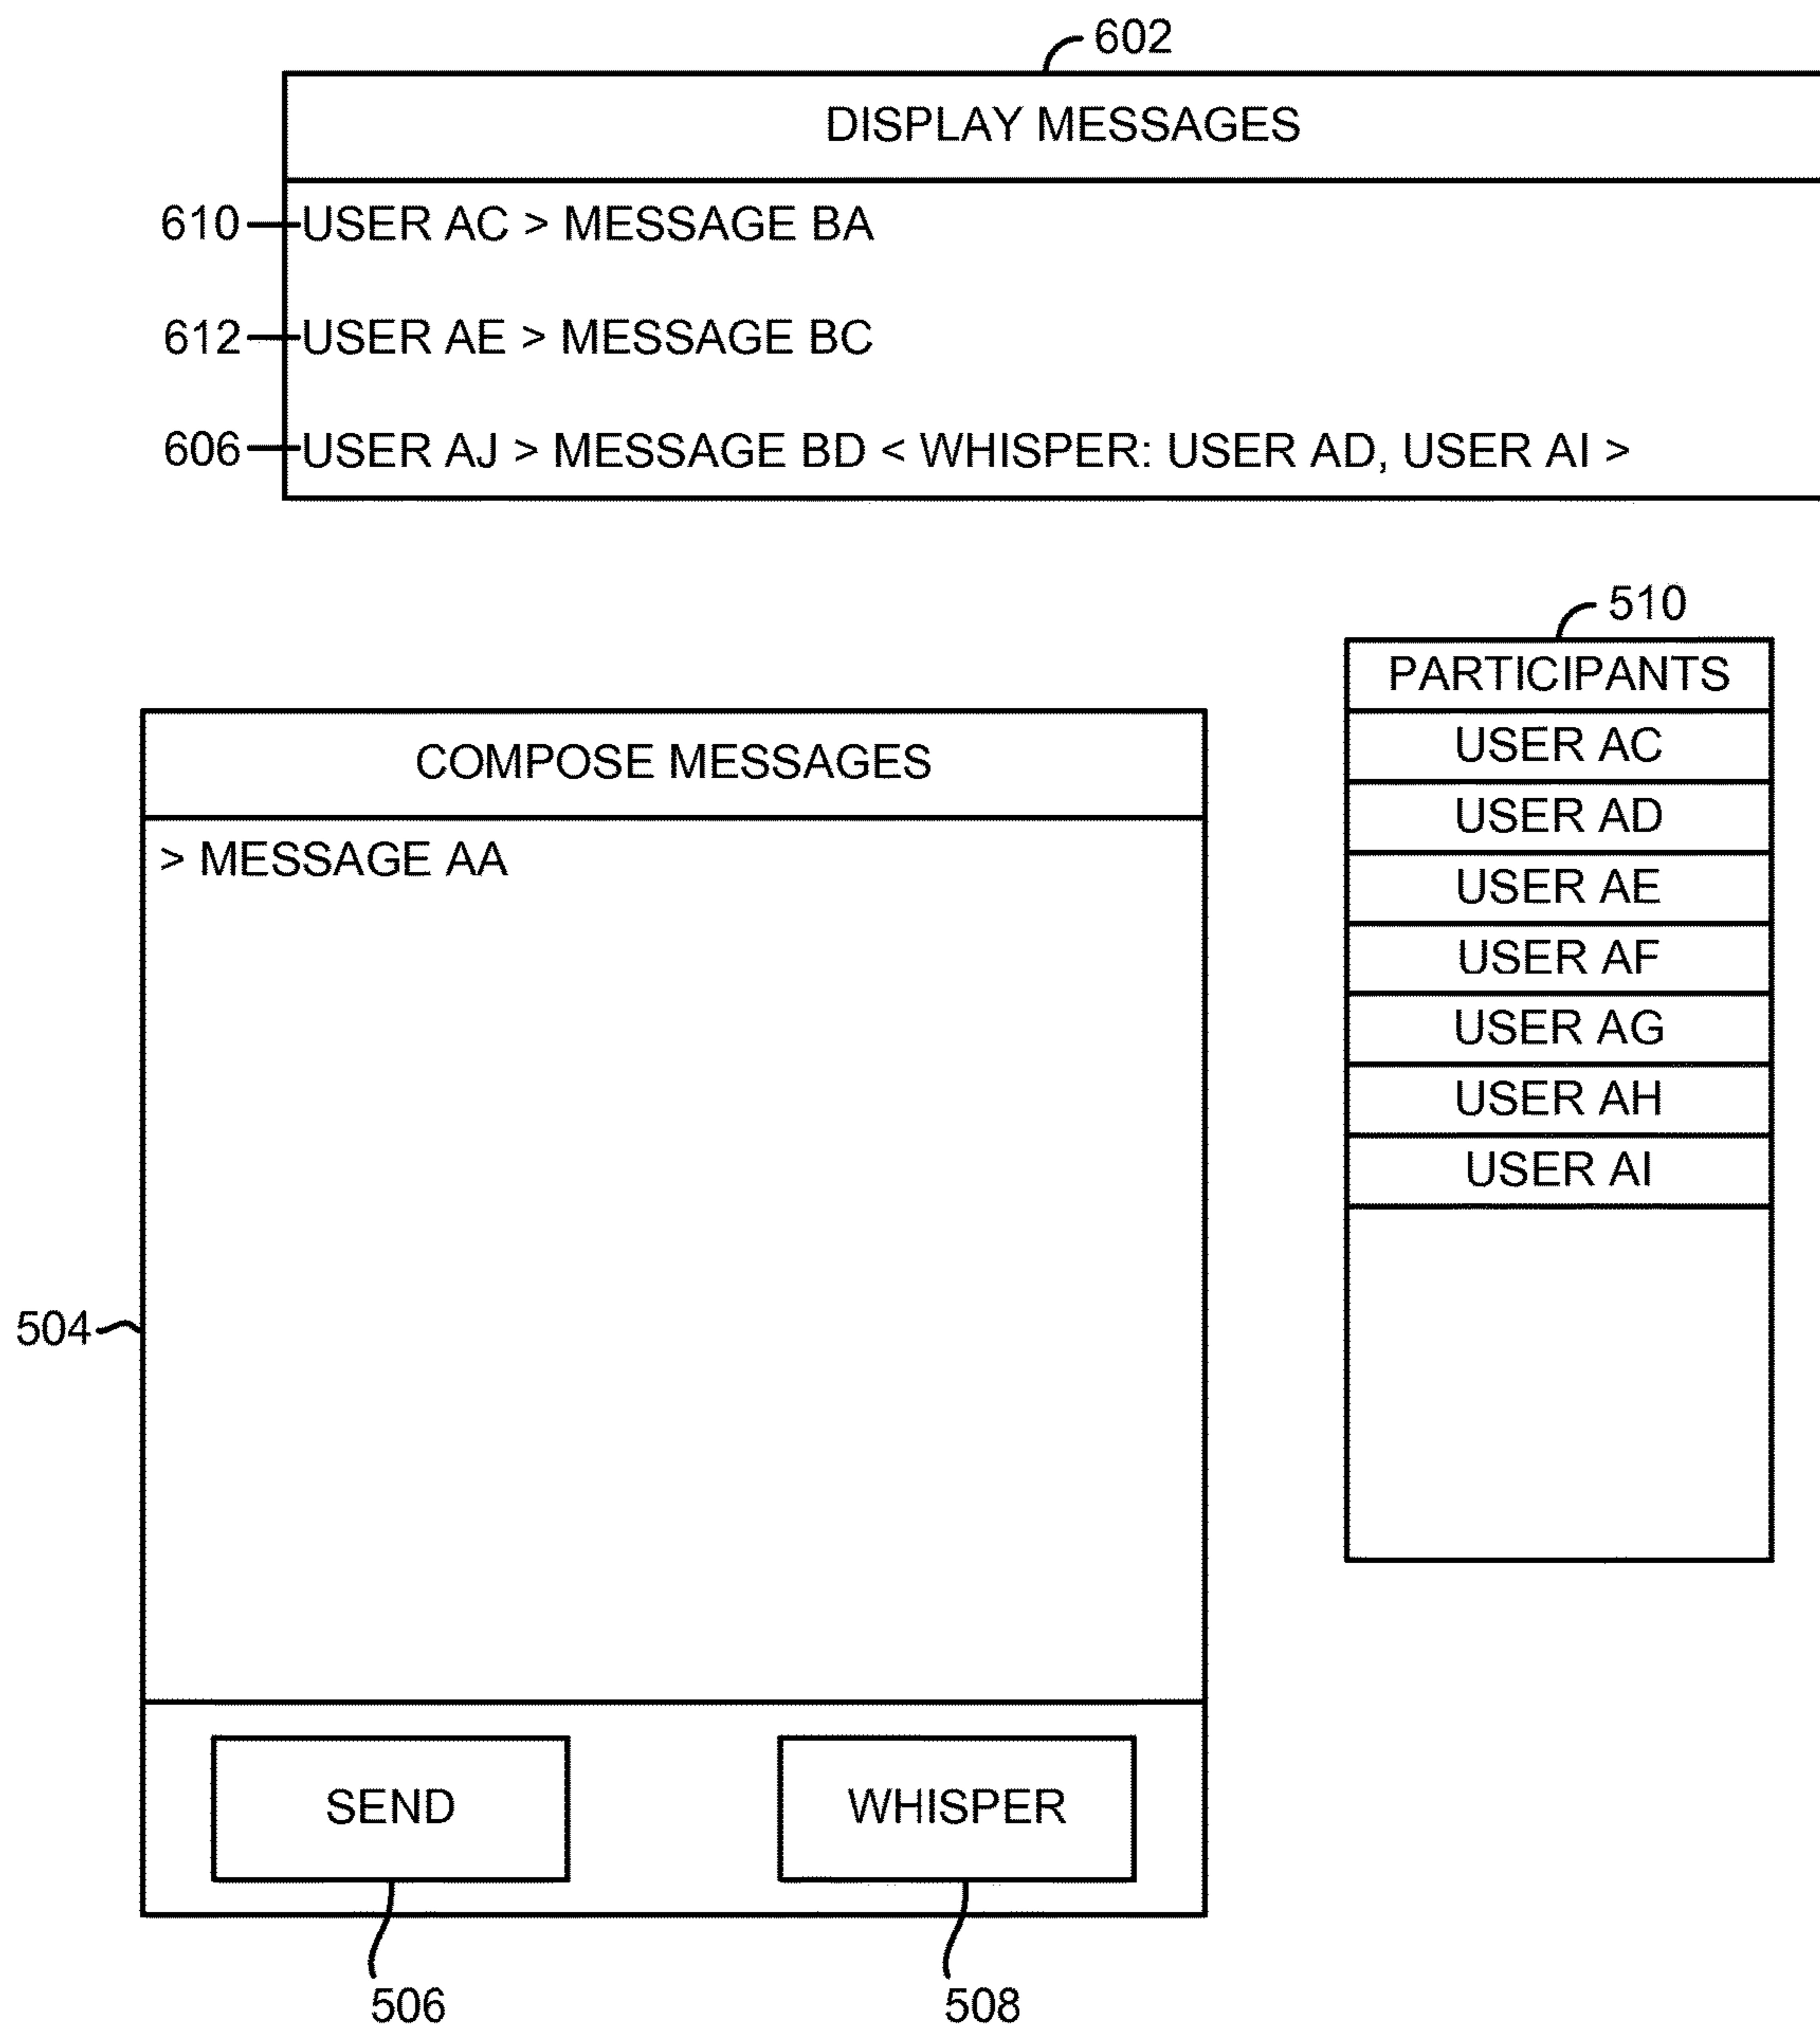 602
DISPLAY MESSAGES
610 USER AC > MESSAGE BA
612 USER AE > MESSAGE BC
606 USER AJ > MESSAGE BD < WHISPER: USER AD, USER AI >
510
PARTICIPANTS
USER AC
USER AD
USER AE
USER AF
USER AG
USER AH
USER AI
COMPOSE MESSAGES
> MESSAGE AA
504
SEND
WHISPER
506
508